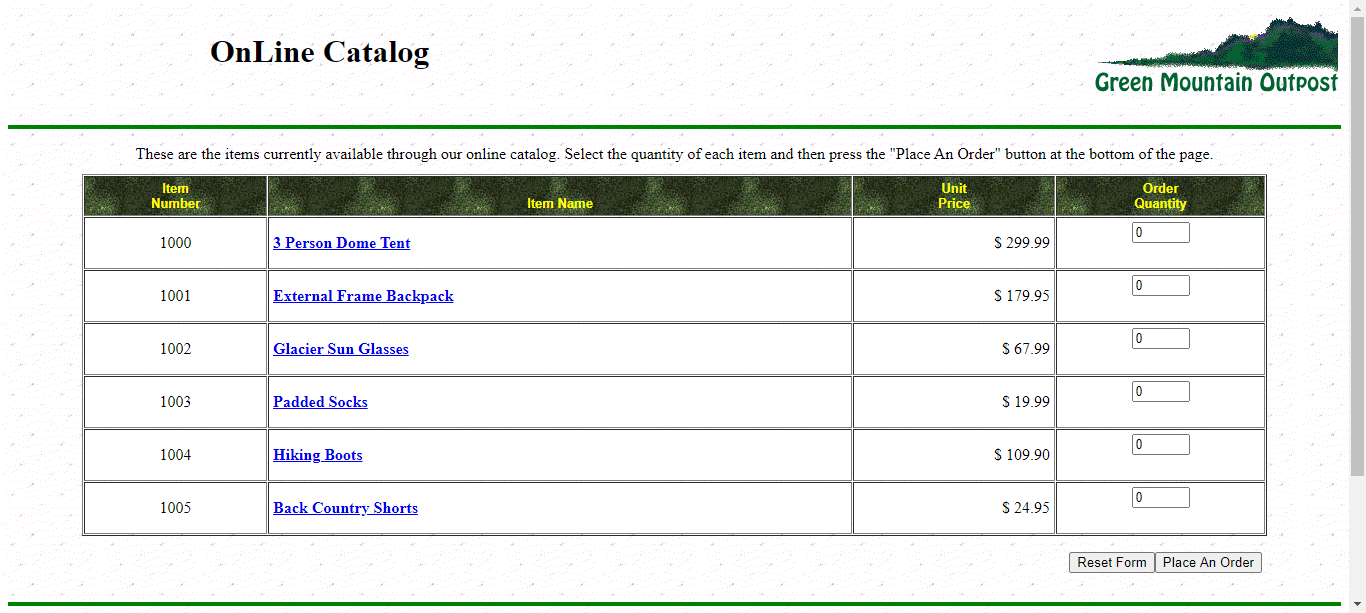 OnLine Catalog
Green Mountain Outpost
These are the items currently available through our online catalog. Select the quantity of each item and then press the "Place An Order" button at the bottom of the page.
Item Number Item Name Unit Price Order Quantity
1000 3 Person Dome Tent $ 299.99 0
1001 External Frame Backpack $ 179.95 0
1002 Glacier Sun Glasses $ 67.99 0
1003 Padded Socks $ 19.99 0
1004 Hiking Boots $ 109.90 0
1005 Back Country Shorts $ 24.95 0
Reset Form Place An Order